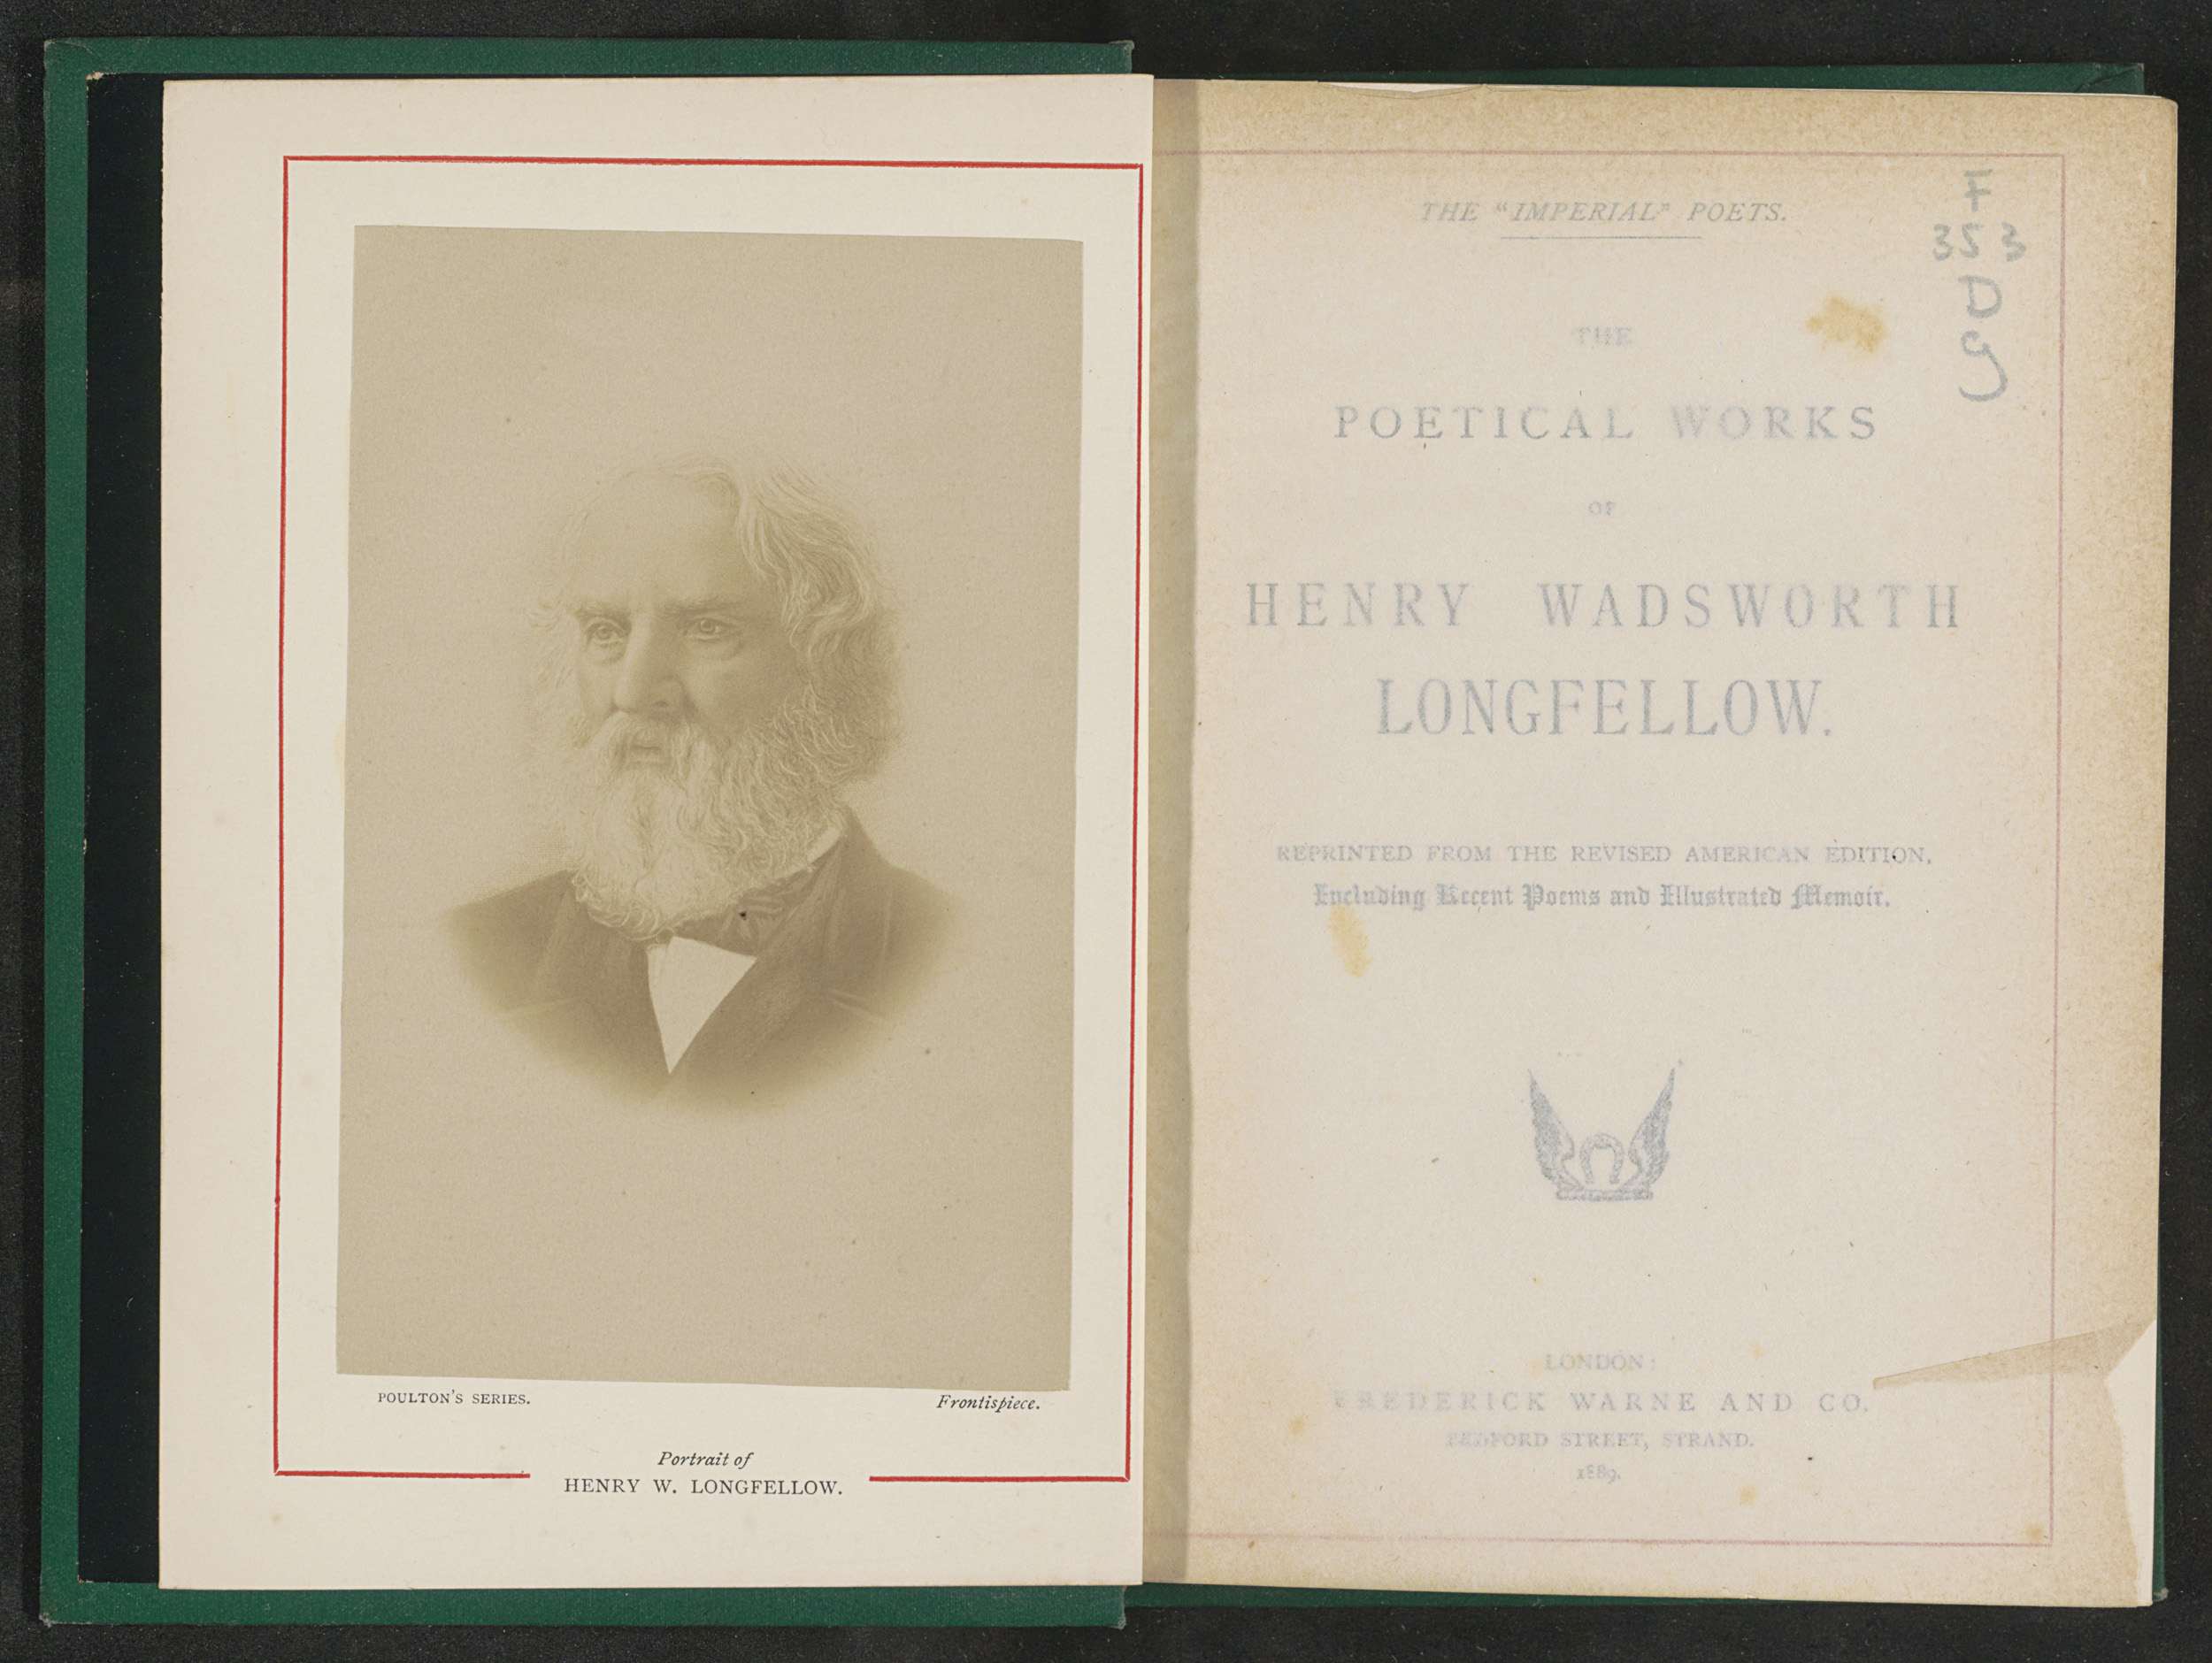 POULTON'S SERIES.
Frontispiece.
Portrait of
HENRY W. LONGFELLOW.
THE "IMPERIAL" POETS.
F
353
D
9
THE
POETICAL WORKS
OF
HENRY WADSWORTH
LONGFELLOW.
REPRINTED FROM THE REVISED AMERICAN EDITION,
Including Recent Poems and Illustrated Memoir.
LONDON:
FREDERICK WARNE AND CO.
BEDFORD STREET, STRAND.
1889.